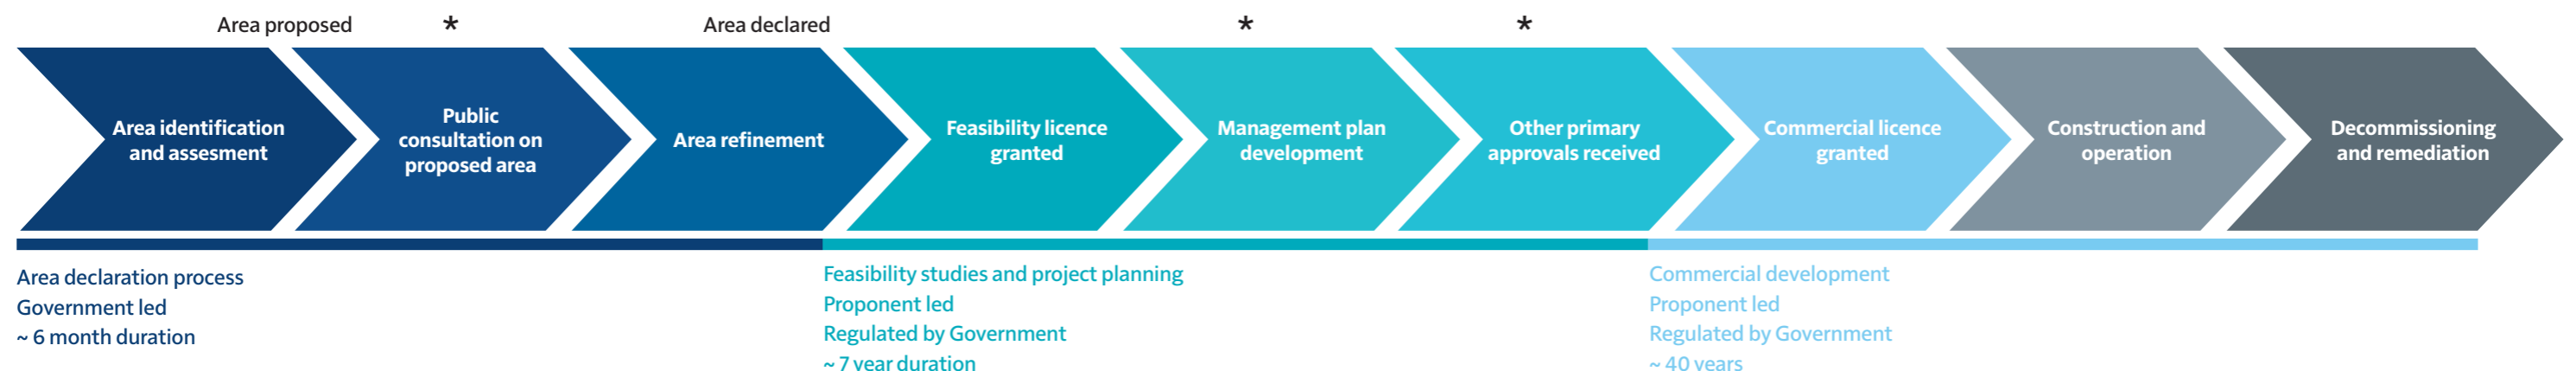 Area proposed
*
Area declared
*
*
Area identification
and assesment
Public
consultation on
proposed area
Area refinement
Feasibility licence
granted
Management plan
development
Other primary
approvals received
Commercial licence
granted
Construction and
operation
Decommissioning
and remediation
Area declaration process
Government led
~ 6 month duration
Feasibility studies and project planning
Proponent led
Regulated by Government
~ 7 year duration
Commercial development
Proponent led
Regulated by Government
~ 40 years